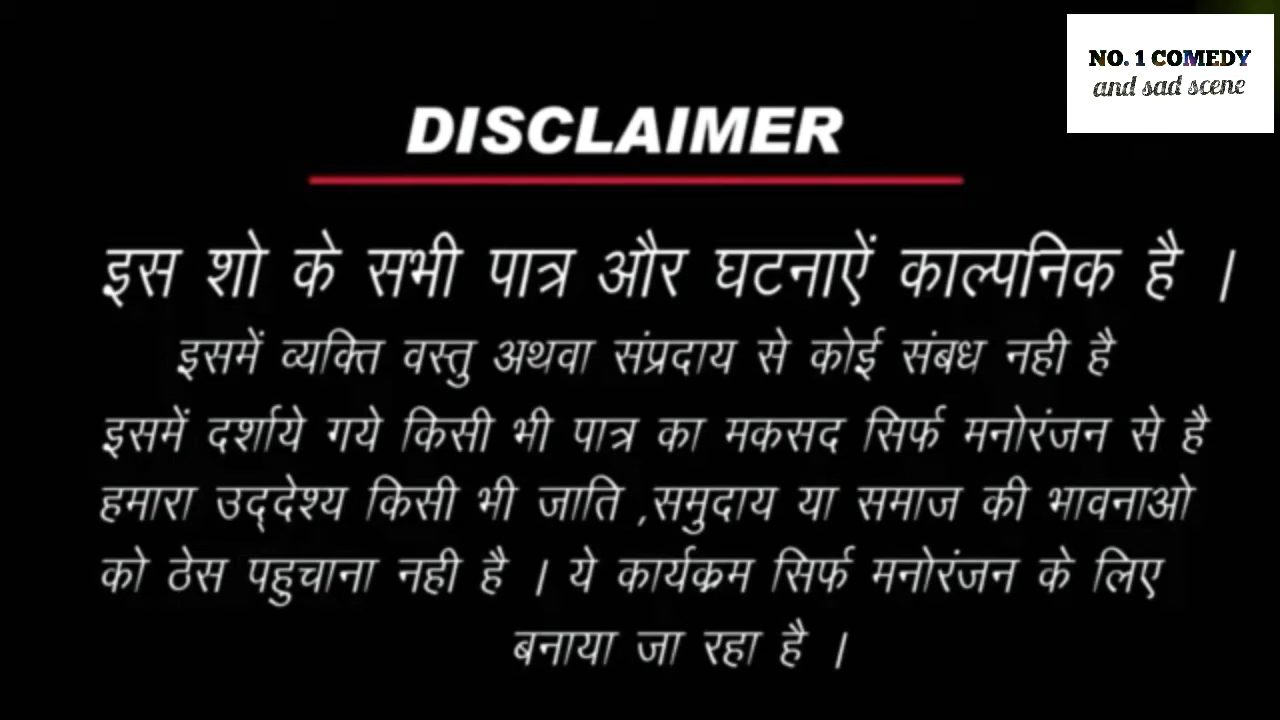 NO. 1 COMEDY
and sad scene
DISCLAIMER
इस शो के सभी पात्र और घटनाऐं काल्पनिक है ।
इसमें व्यक्ति वस्तु अथवा संप्रदाय से कोई संबध नही है
इसमें दर्शाये गये किसी भी पात्र का मकसद सिर्फ मनोरंजन से है
हमारा उद्देश्य किसी भी जाति ,समुदाय या समाज की भावनाओ
को ठेस पहुचाना नही है । ये कार्यक्रम सिर्फ मनोरंजन के लिए
बनाया जा रहा है ।